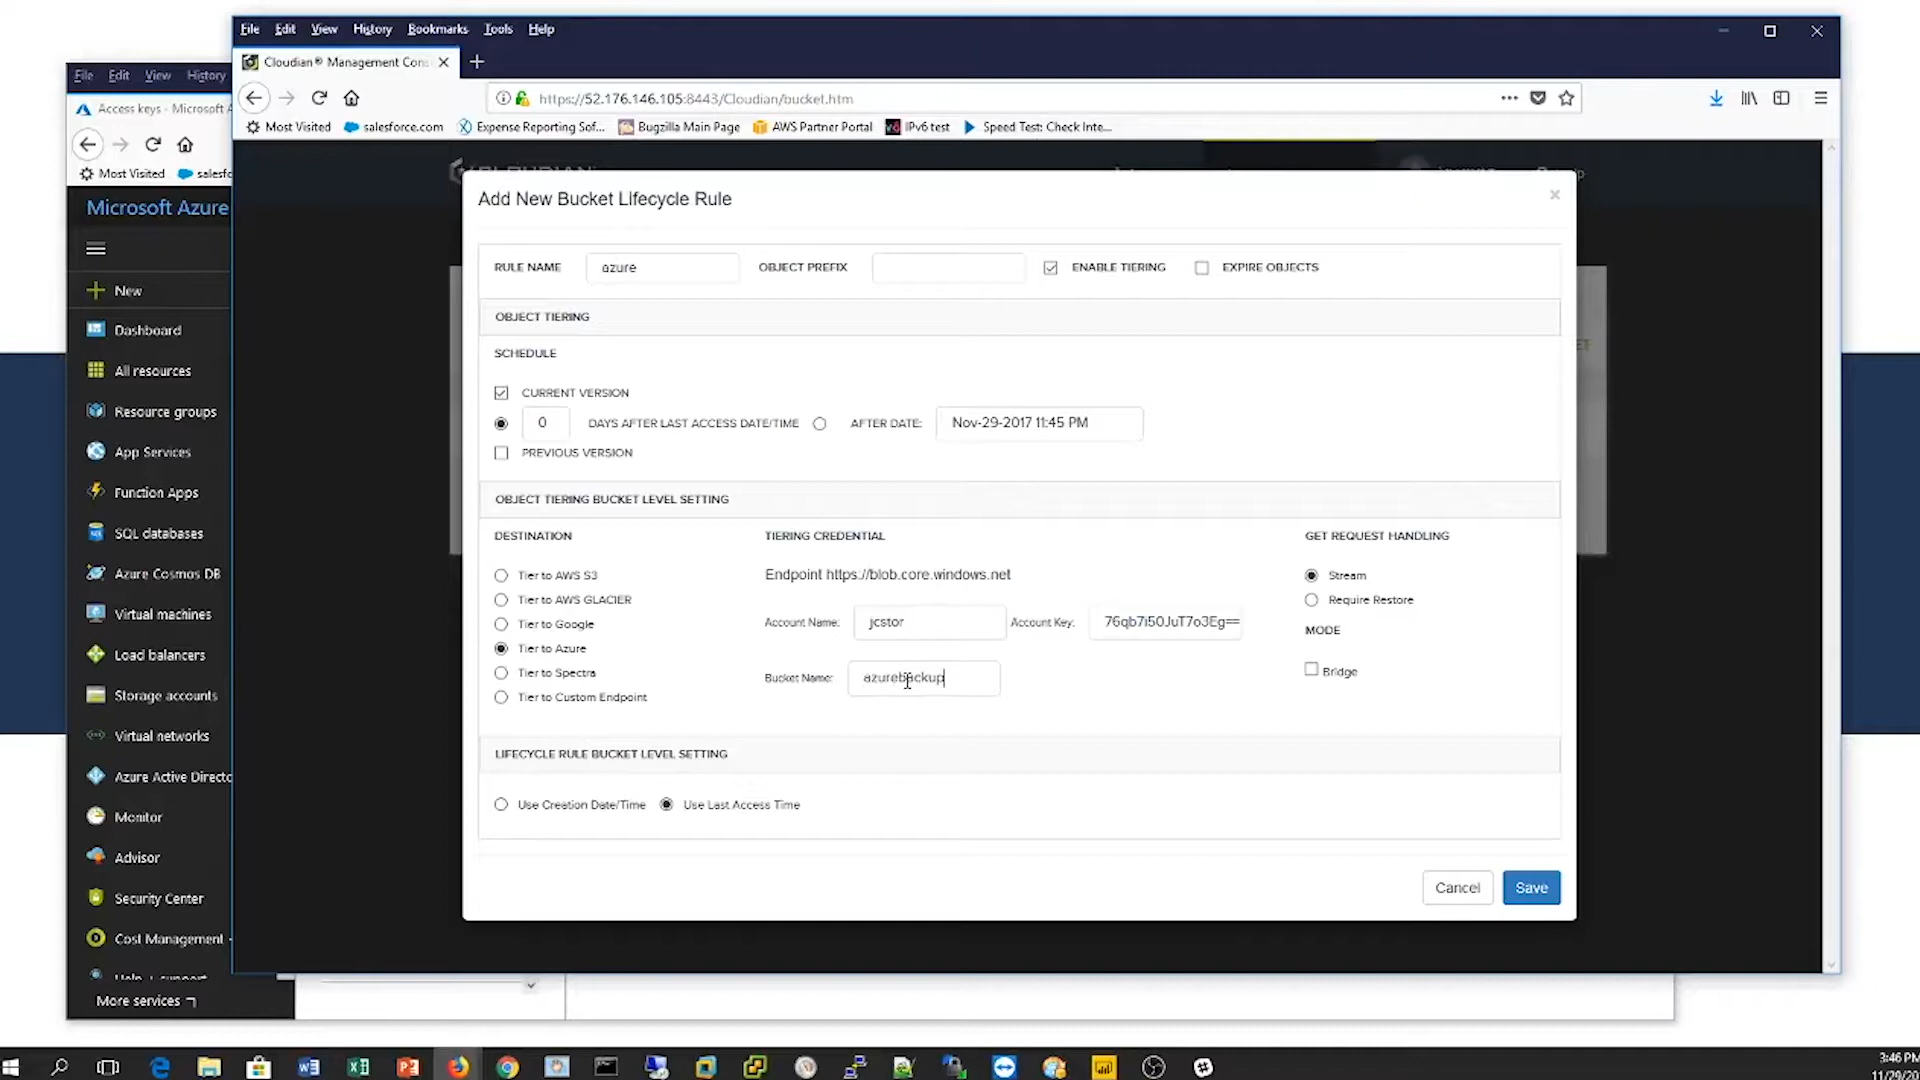 File Edit View History Bookmarks Tools Help
Cloudian® Management Cons
https://52.176.146.105:8443/Cloudian/bucket.htm
Most Visited salesforce.com Expense Reporting Sof... Bugzilla Main Page AWS Partner Portal IPv6 test Speed Test: Check Inte...
File Edit View History
Access keys - Microsoft A
Most Visited salesf
Microsoft Azure
New
Dashboard
All resources
Resource groups
App Services
Function Apps
SQL databases
Azure Cosmos DB
Virtual machines
Load balancers
Storage accounts
Virtual networks
Azure Active Directo
Monitor
Advisor
Security Center
Cost Management
Help + support
More services
Add New Bucket Lifecycle Rule
RULE NAME azure OBJECT PREFIX ENABLE TIERING EXPIRE OBJECTS
OBJECT TIERING
SCHEDULE
CURRENT VERSION
0 DAYS AFTER LAST ACCESS DATE/TIME AFTER DATE: Nov-29-2017 11:45 PM
PREVIOUS VERSION
OBJECT TIERING BUCKET LEVEL SETTING
DESTINATION TIERING CREDENTIAL GET REQUEST HANDLING
Tier to AWS S3 Endpoint https://blob.core.windows.net Stream
Tier to AWS GLACIER Require Restore
Tier to Google Account Name: jcstor Account Key: 76qb7i50JuT7o3Eg== MODE
Tier to Azure
Tier to Spectra Bucket Name: azurebackup Bridge
Tier to Custom Endpoint
LIFECYCLE RULE BUCKET LEVEL SETTING
Use Creation Date/Time Use Last Access Time
Cancel Save
3:46 PM
11/29/20